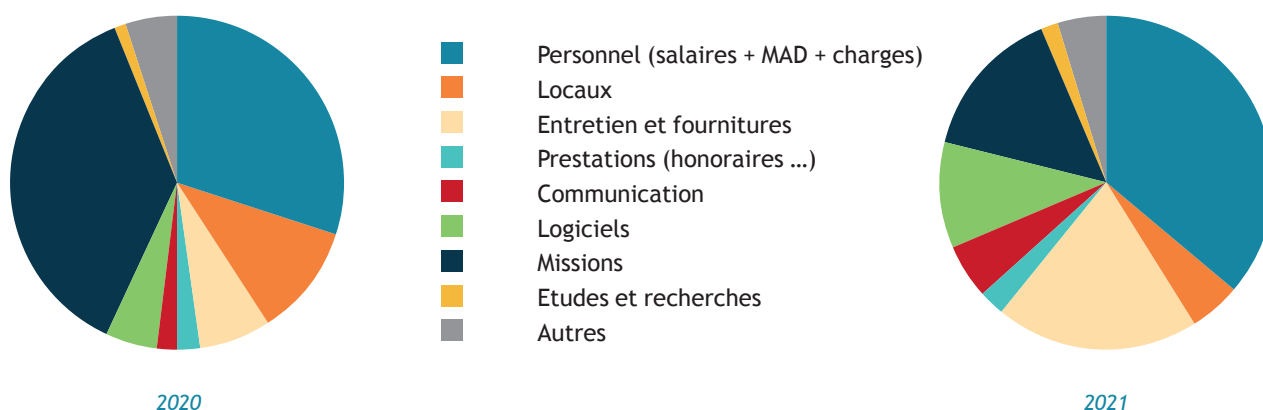 Personnel (salaires + MAD + charges)
Locaux
Entretien et fournitures
Prestations (honoraires …)
Communication
Logiciels
Missions
Etudes et recherches
Autres
2020
2021